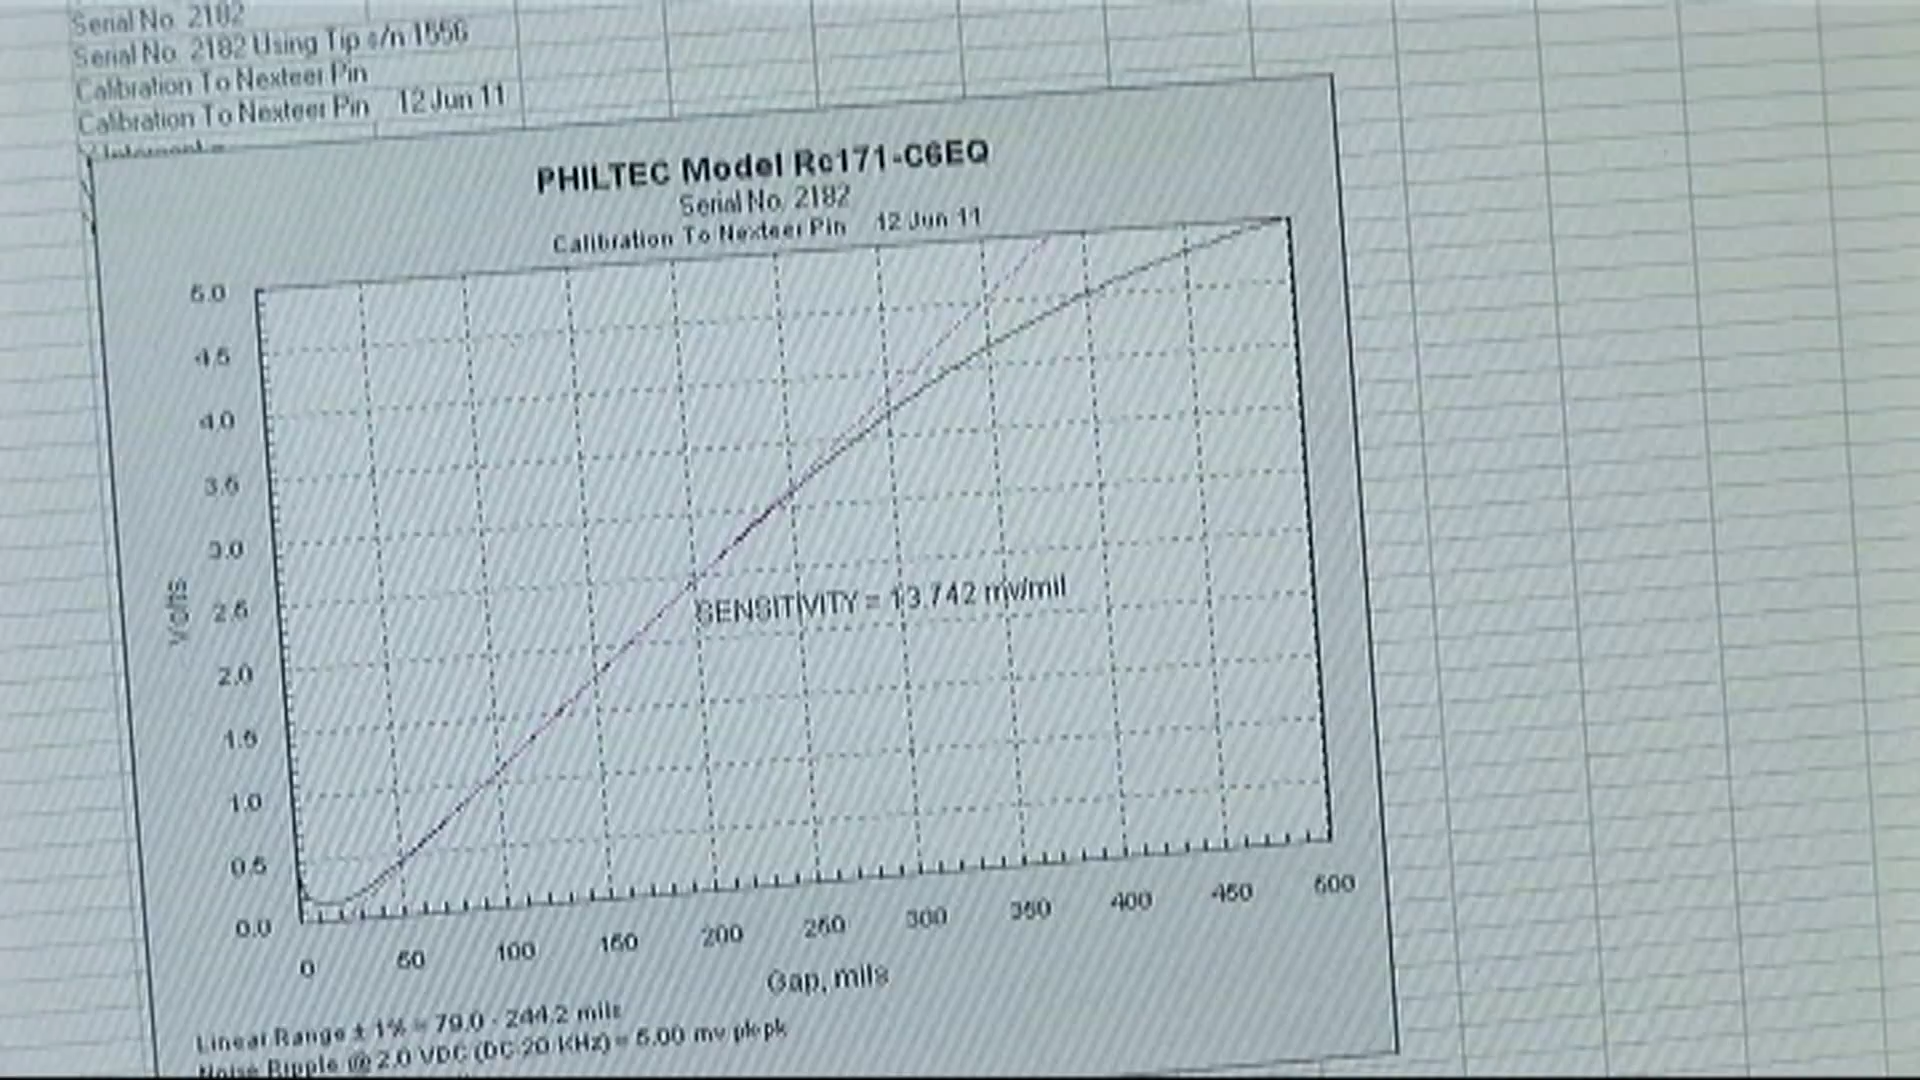 Serial No. 2182
Serial No. 2182 Using Tip s/n 1556
Calibration To Nexteer Pin
Calibration To Nexteer Pin 12 Jun 11
PHILTEC Model Rc171-C6EQ
Serial No. 2182
Calibration To Nexteer Pin 12 Jun 11
5.0
4.5
4.0
3.5
3.0
2.5
2.0
1.5
1.0
0.5
0.0
Volts
SENSITIVITY = 13.742 mv/mil
0 50 100 150 200 250 300 350 400 450 500
Gap, mils
Linear Range ± 1% = 79.0 - 244.2 mils
Noise Ripple @ 2.0 VDC (DC-20 KHz) = 5.00 mv pk-pk